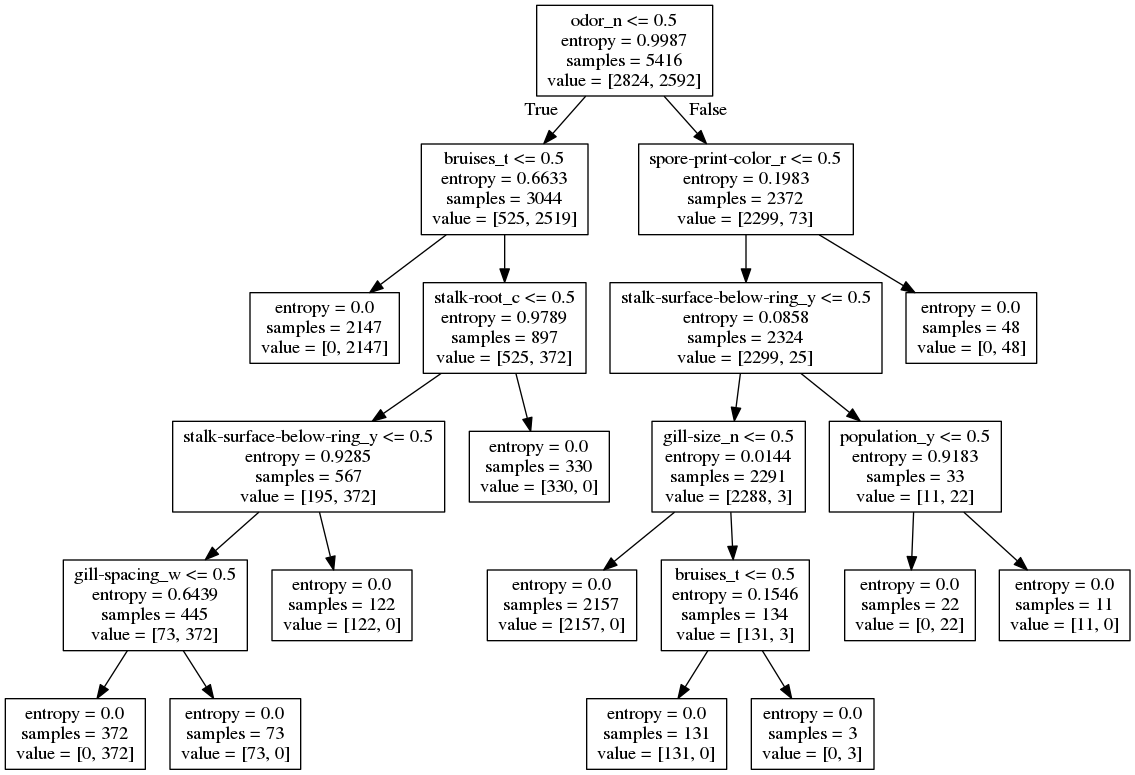 odor_n <= 0.5
entropy = 0.9987
samples = 5416
value = [2824, 2592]
True
False
bruises_t <= 0.5
entropy = 0.6633
samples = 3044
value = [525, 2519]
spore-print-color_r <= 0.5
entropy = 0.1983
samples = 2372
value = [2299, 73]
entropy = 0.0
samples = 2147
value = [0, 2147]
stalk-root_c <= 0.5
entropy = 0.9789
samples = 897
value = [525, 372]
stalk-surface-below-ring_y <= 0.5
entropy = 0.0858
samples = 2324
value = [2299, 25]
entropy = 0.0
samples = 48
value = [0, 48]
stalk-surface-below-ring_y <= 0.5
entropy = 0.9285
samples = 567
value = [195, 372]
entropy = 0.0
samples = 330
value = [330, 0]
gill-size_n <= 0.5
entropy = 0.0144
samples = 2291
value = [2288, 3]
population_y <= 0.5
entropy = 0.9183
samples = 33
value = [11, 22]
gill-spacing_w <= 0.5
entropy = 0.6439
samples = 445
value = [73, 372]
entropy = 0.0
samples = 122
value = [122, 0]
entropy = 0.0
samples = 2157
value = [2157, 0]
bruises_t <= 0.5
entropy = 0.1546
samples = 134
value = [131, 3]
entropy = 0.0
samples = 22
value = [0, 22]
entropy = 0.0
samples = 11
value = [11, 0]
entropy = 0.0
samples = 372
value = [0, 372]
entropy = 0.0
samples = 73
value = [73, 0]
entropy = 0.0
samples = 131
value = [131, 0]
entropy = 0.0
samples = 3
value = [0, 3]